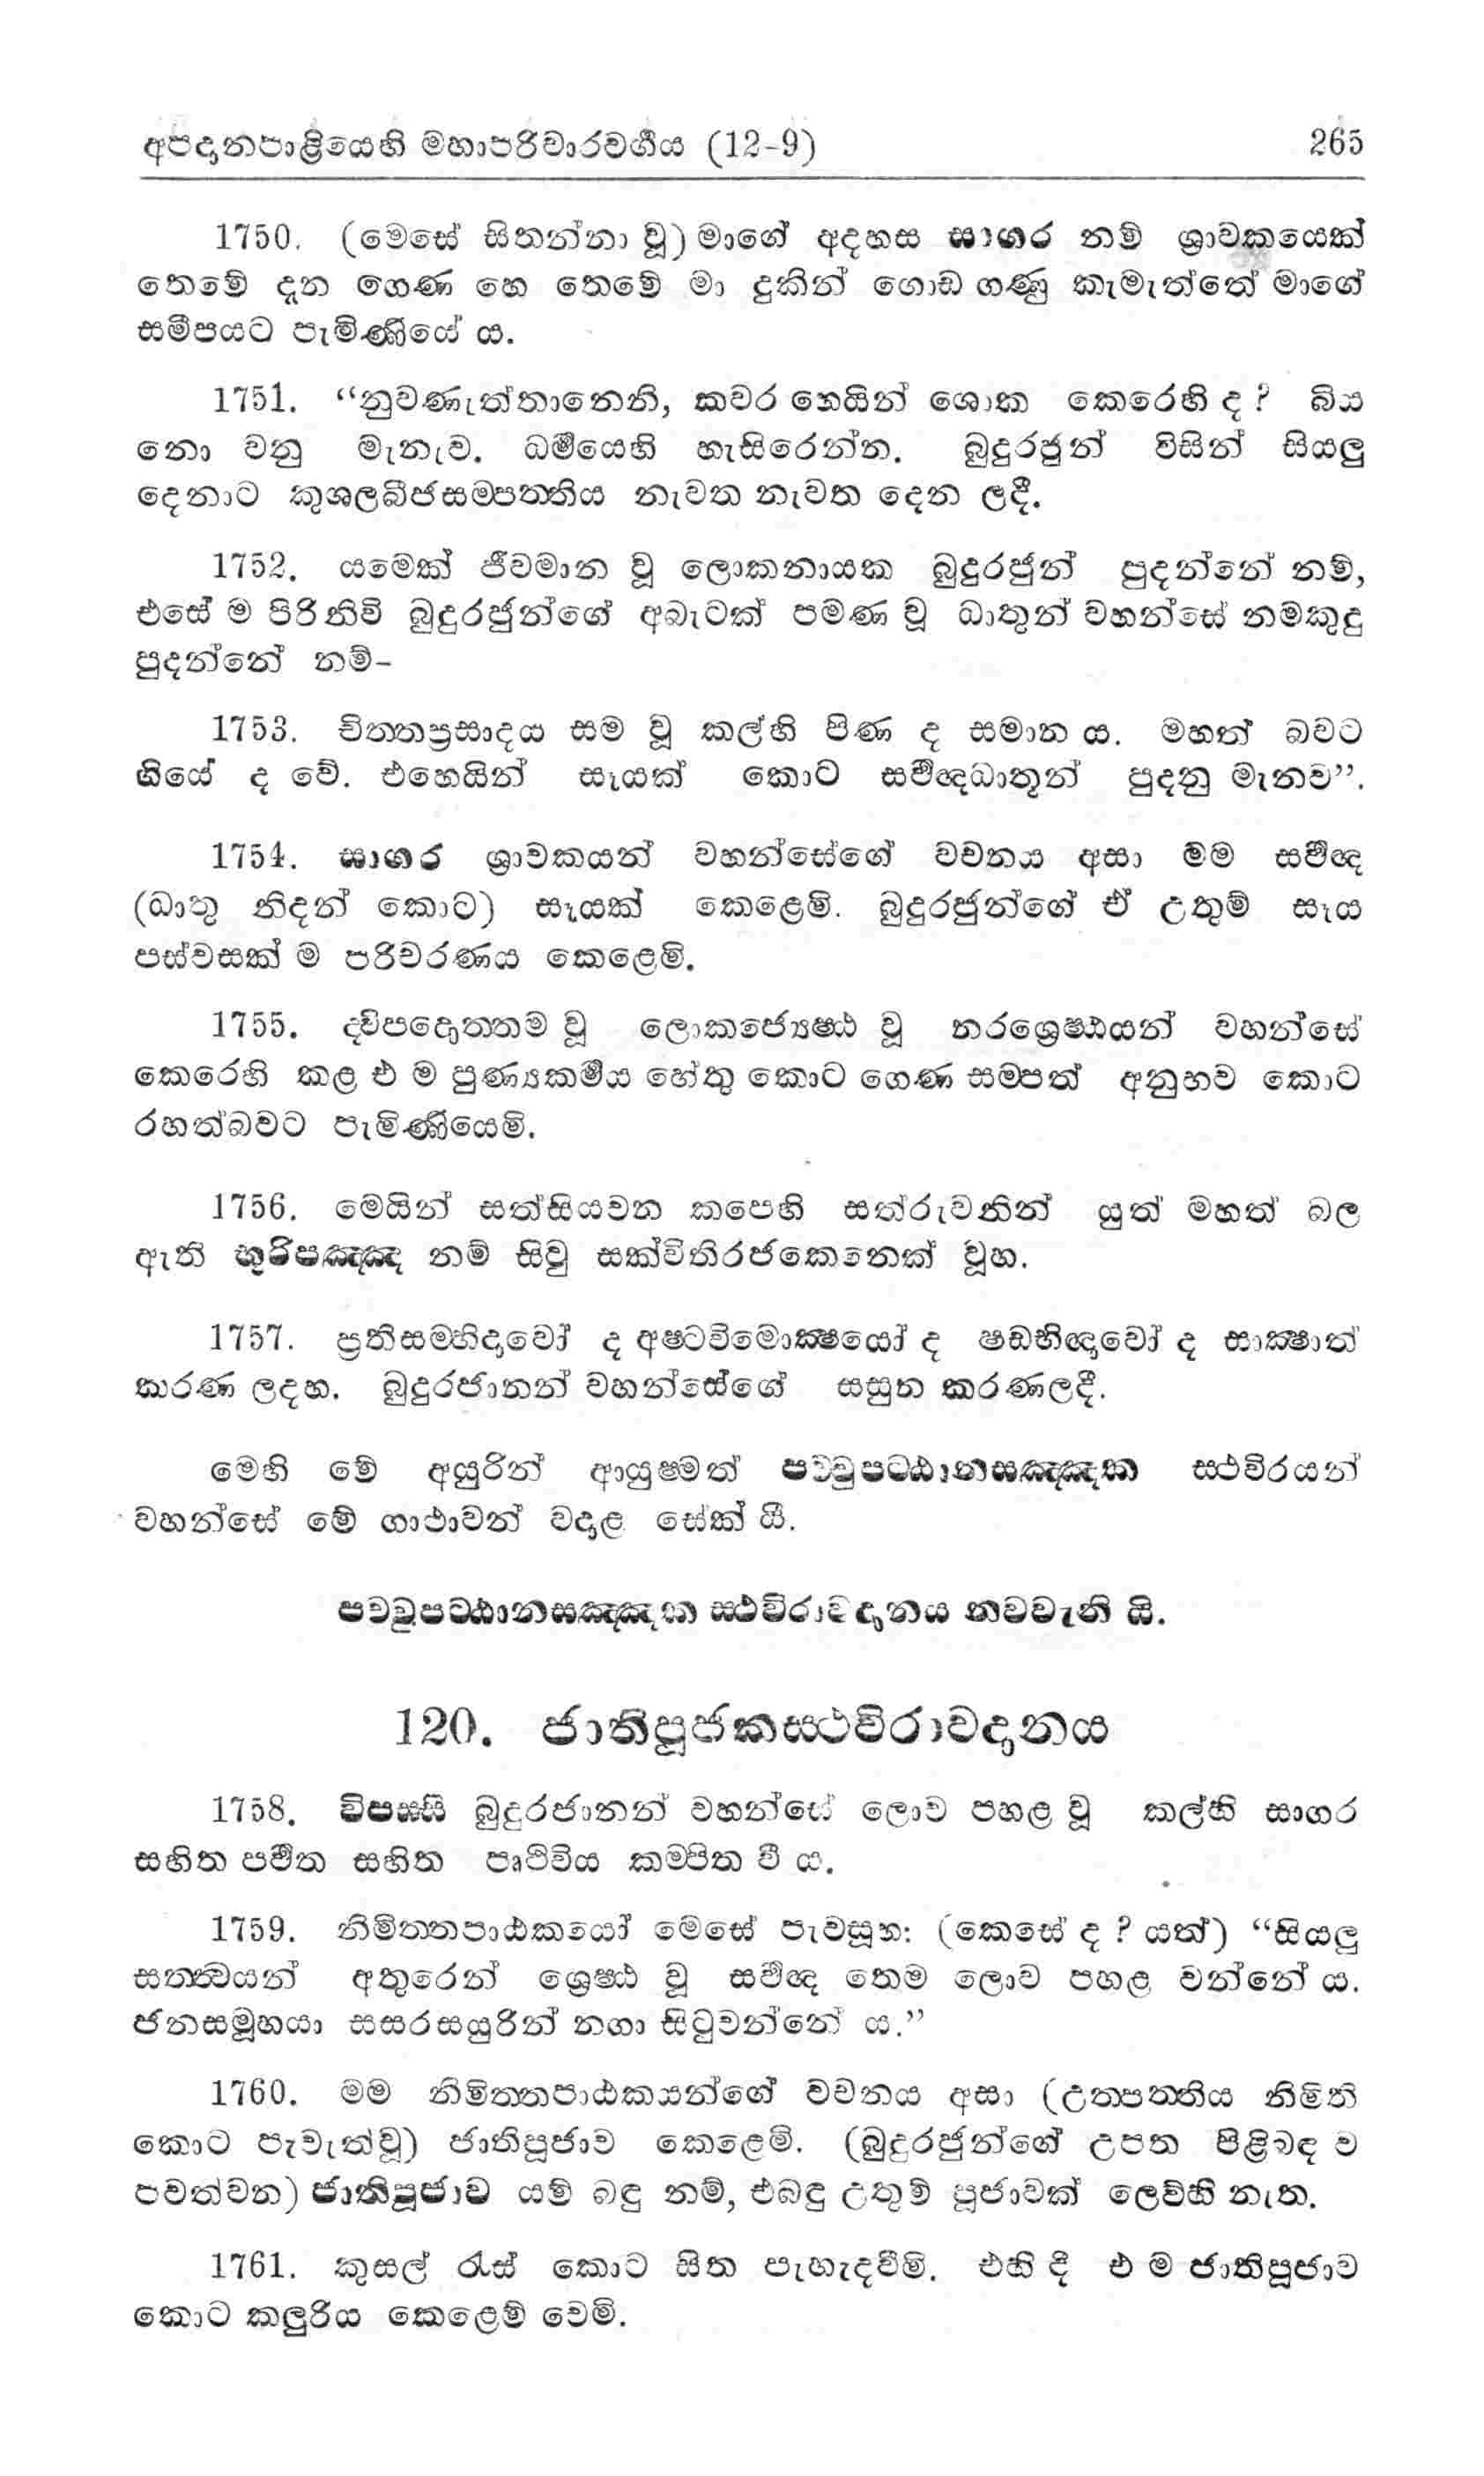 අපදානපාළියෙහි මහාපරිවාරවර්‍ගය (12-9) 265
1750. (මෙසේ සිතන්නා වූ) මාගේ අදහස සාගර නම් ශ්‍රාවකයෙක්
තෙමේ දැන ගෙණ හෙ තෙමේ මා දුකින් ගොඩ ගණු කැමැත්තේ මාගේ
සමීපයට පැමිණියේ ය.
1751. “නුවණැත්තානෙනි, කවර හෙයින් ශොක කෙරෙහි ද? බිය
නො වනු මැනැව. ධර්‍මයෙහි හැසිරෙන්න. බුදුරජුන් විසින් සියලු
දෙනාට කුශලබීජසම්පත්තිය නැවත නැවත දෙන ලදී.
1752. යමෙක් ජීවමාන වූ ලොකනායක බුදුරජුන් පුදන්නේ නම්,
එසේ ම පිරිනිවි බුදුරජුන්ගේ අබැටක් පමණ වූ ධාතුන් වහන්සේ නමකුදු
පුදන්නේ නම්-
1753. චිත්තප්‍රසාදය සම වූ කල්හි පිණ ද සමාන ය. මහත් බවට
ගියේ ද වේ. එහෙයින් සෑයක් කොට සර්‍වඥධාතූන් පුදනු මැනව”.
1754. සාගර ශ්‍රාවකයන් වහන්සේගේ වචනය අසා මම සර්‍වඥ
(ධාතු නිදන් කොට) සෑයක් කෙළෙමි. බුදුරජුන්ගේ ඒ උතුම් සෑය
පස්වසක් ම පරිචරණය කෙළෙමි.
1755. ද්විපදොත්තම වූ ලොකජ්‍යෙෂ්ඨ වූ නරශ්‍රෙෂ්ඨයන් වහන්සේ
කෙරෙහි කළ එ ම පුණ්‍යකර්‍මය හේතු කොට ගෙණ සම්පත් අනුභව කොට
රහත්බවට පැමිණියෙමි.
1756. මෙයින් සත්සියවන කපෙහි සත්රුවනින් යුත් මහත් බල
ඇති භූරිපඤ්ඤ නම් සිවු සක්විතිරජකෙනෙක් වූහ.
1757. ප්‍රතිසම්භිදාවෝ ද අෂ්ටවිමොක්‍ෂයෝ ද ෂඩභිඥාවෝ ද සාක්‍ෂාත්
කරණ ලදහ. බුදුරජානන් වහන්සේගේ සසුන කරණලදී.
මෙහි මේ අයුරින් ආයුෂ්මත් පච්චුපට්ඨානසඤ්ඤක ස්ථවිරයන්
වහන්සේ මේ ගාථාවන් වදාළ සේක් යී.
පච්චුපට්ඨානසඤ්ඤක ස්ථවිරාවදානය නවවැනි යි.
120. ජාතිපූජකස්ථවිරාවදානය
1758. විපස්සී බුදුරජානන් වහන්සේ ලොව පහළ වූ කල්හි සාගර
සහිත පර්‍වත සහිත පෘථිවිය කම්පිත වී ය.
1759. නිමිත්තපාඨකයෝ මෙසේ පැවසූහ: (කෙසේ ද? යත්) “සියලු
සත්ත්‍වයන් අතුරෙන් ශ්‍රෙෂ්ඨ වූ සර්‍වඥ තෙම ලොව පහළ වන්නේ ය.
ජනසමූහයා සසරසයුරින් නගා සිටුවන්නේ ය.”
1760. මම නිමිත්තපාඨකයන්ගේ වචනය අසා (උත්පත්තිය නිමිති
කොට පැවැත්වූ) ජාතිපූජාව කෙළෙමි. (බුදුරජුන්ගේ උපත පිළිබඳ ව
පවත්වන) ජාතිපූජාව යම් බඳු නම්, එබඳු උතුම් පූජාවක් ලෙව්හි නැත.
1761. කුසල් රැස් කොට සිත පැහැදවීමි. එහි දී එ ම ජාතිපූජාව
කොට කලුරිය කෙළෙම් වෙමි.